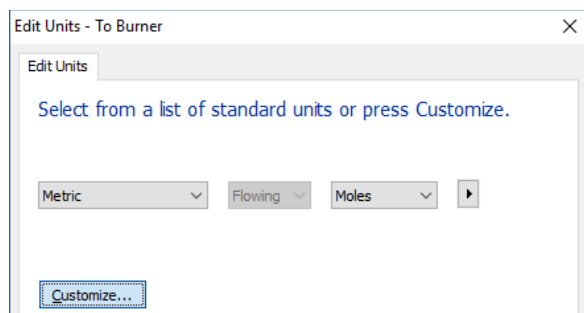 Edit Units - To Burner
Edit Units
Select from a list of standard units or press Customize.
Metric Flowing Moles
Customize...